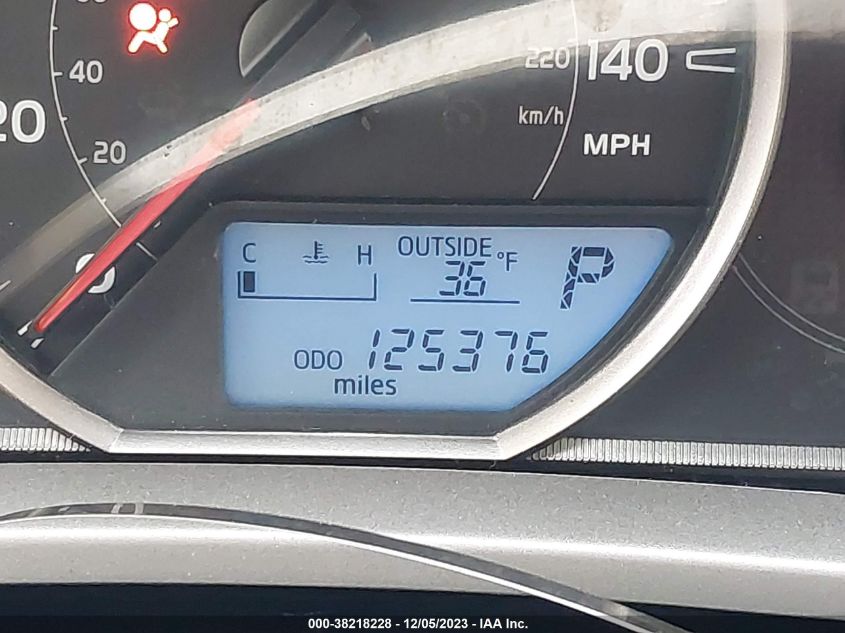 40
20
20
0
220
140
km/h
MPH
C
H
OUTSIDE
36 °F
P
ODO 125376
miles
000-38218228 - 12/05/2023 - IAA Inc.